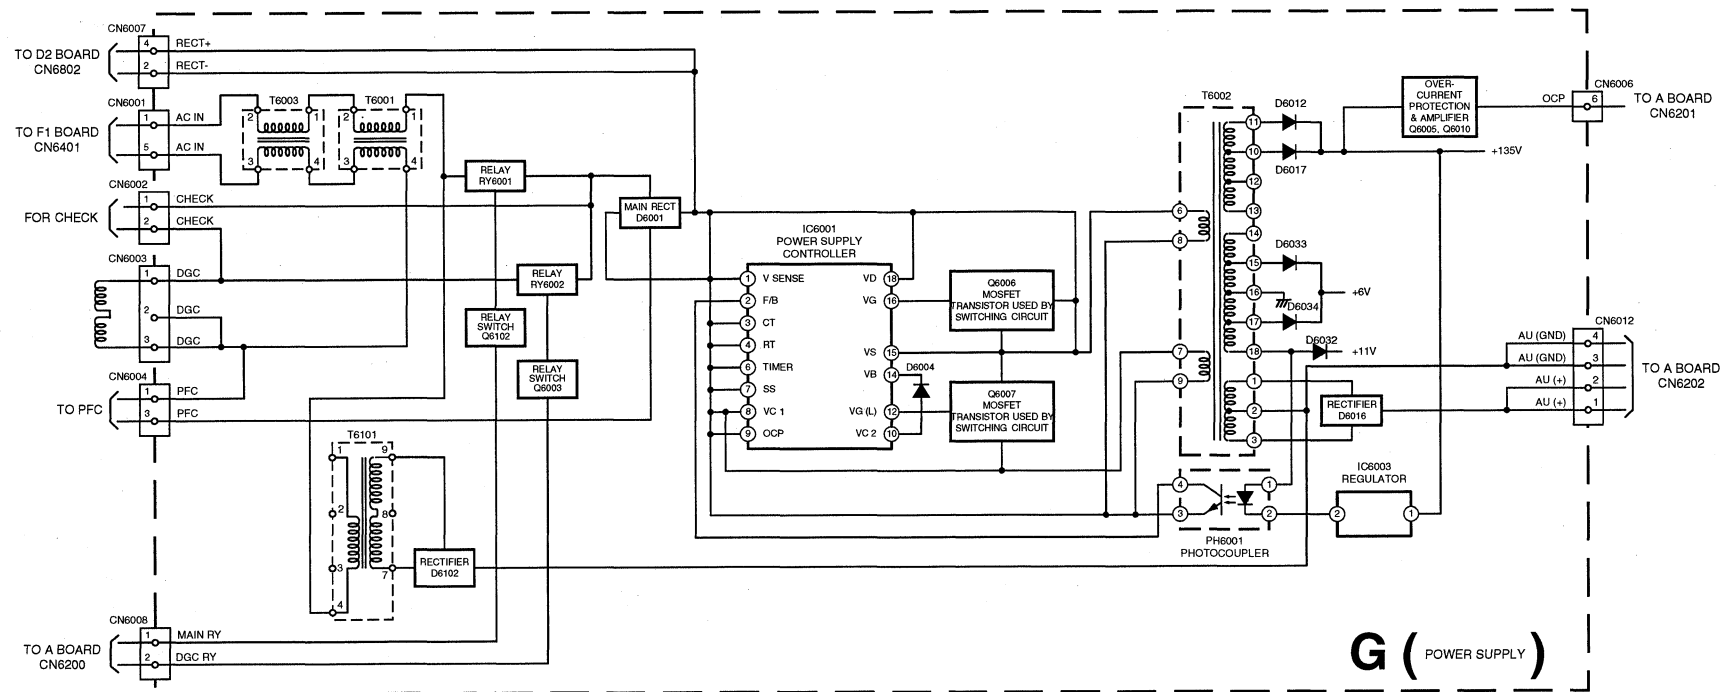 CN6007
TO D2 BOARD
CN6802
4 RECT+
2 RECT-
CN6001
TO F1 BOARD
CN6401
1 AC IN
5 AC IN
T6003
2 1
3 4
T6001
2 1
3 4
CN6002
FOR CHECK
1 CHECK
2 CHECK
CN6003
1 DGC
2 DGC
3 DGC
CN6004
TO PFC
1 PFC
3 PFC
RELAY
RY6001
RELAY
RY6002
RELAY
SWITCH
Q6102
RELAY
SWITCH
Q6003
MAIN RECT
D6001
T6101
1 9
2 8
3 7
4
RECTIFIER
D6102
CN6008
TO A BOARD
CN6200
1 MAIN RY
2 DGC RY
IC6001
POWER SUPPLY
CONTROLLER
1 V SENSE VD 18
2 F/B VG 16
3 CT
4 RT VS 15
6 TIMER VB 14
7 SS
8 VC 1 VG (L) 12
9 OCP VC 2 10
D6004
Q6006
MOSFET
TRANSISTOR USED BY
SWITCHING CIRCUIT
Q6007
MOSFET
TRANSISTOR USED BY
SWITCHING CIRCUIT
T6002
6
8
7
9
11
10
12
13
14
15
16
17
18
1
2
3
D6012
D6017
D6033
D6034
D6032
+135V
+6V
+11V
OVER-
CURRENT
PROTECTION
& AMPLIFIER
Q6005, Q6010
OCP
CN6006
6
TO A BOARD
CN6201
RECTIFIER
D6016
CN6012
AU (GND) 4
AU (GND) 3
AU (+) 2
AU (+) 1
TO A BOARD
CN6202
4 1
3 2
PH6001
PHOTOCOUPLER
IC6003
REGULATOR
2 1
G ( POWER SUPPLY )